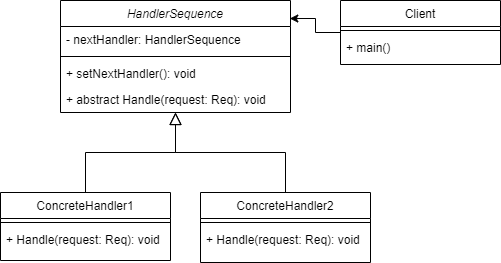 HandlerSequence
- nextHandler: HandlerSequence
+ setNextHandler(): void
+ abstract Handle(request: Req): void
Client
+ main()
ConcreteHandler1
+ Handle(request: Req): void
ConcreteHandler2
+ Handle(request: Req): void